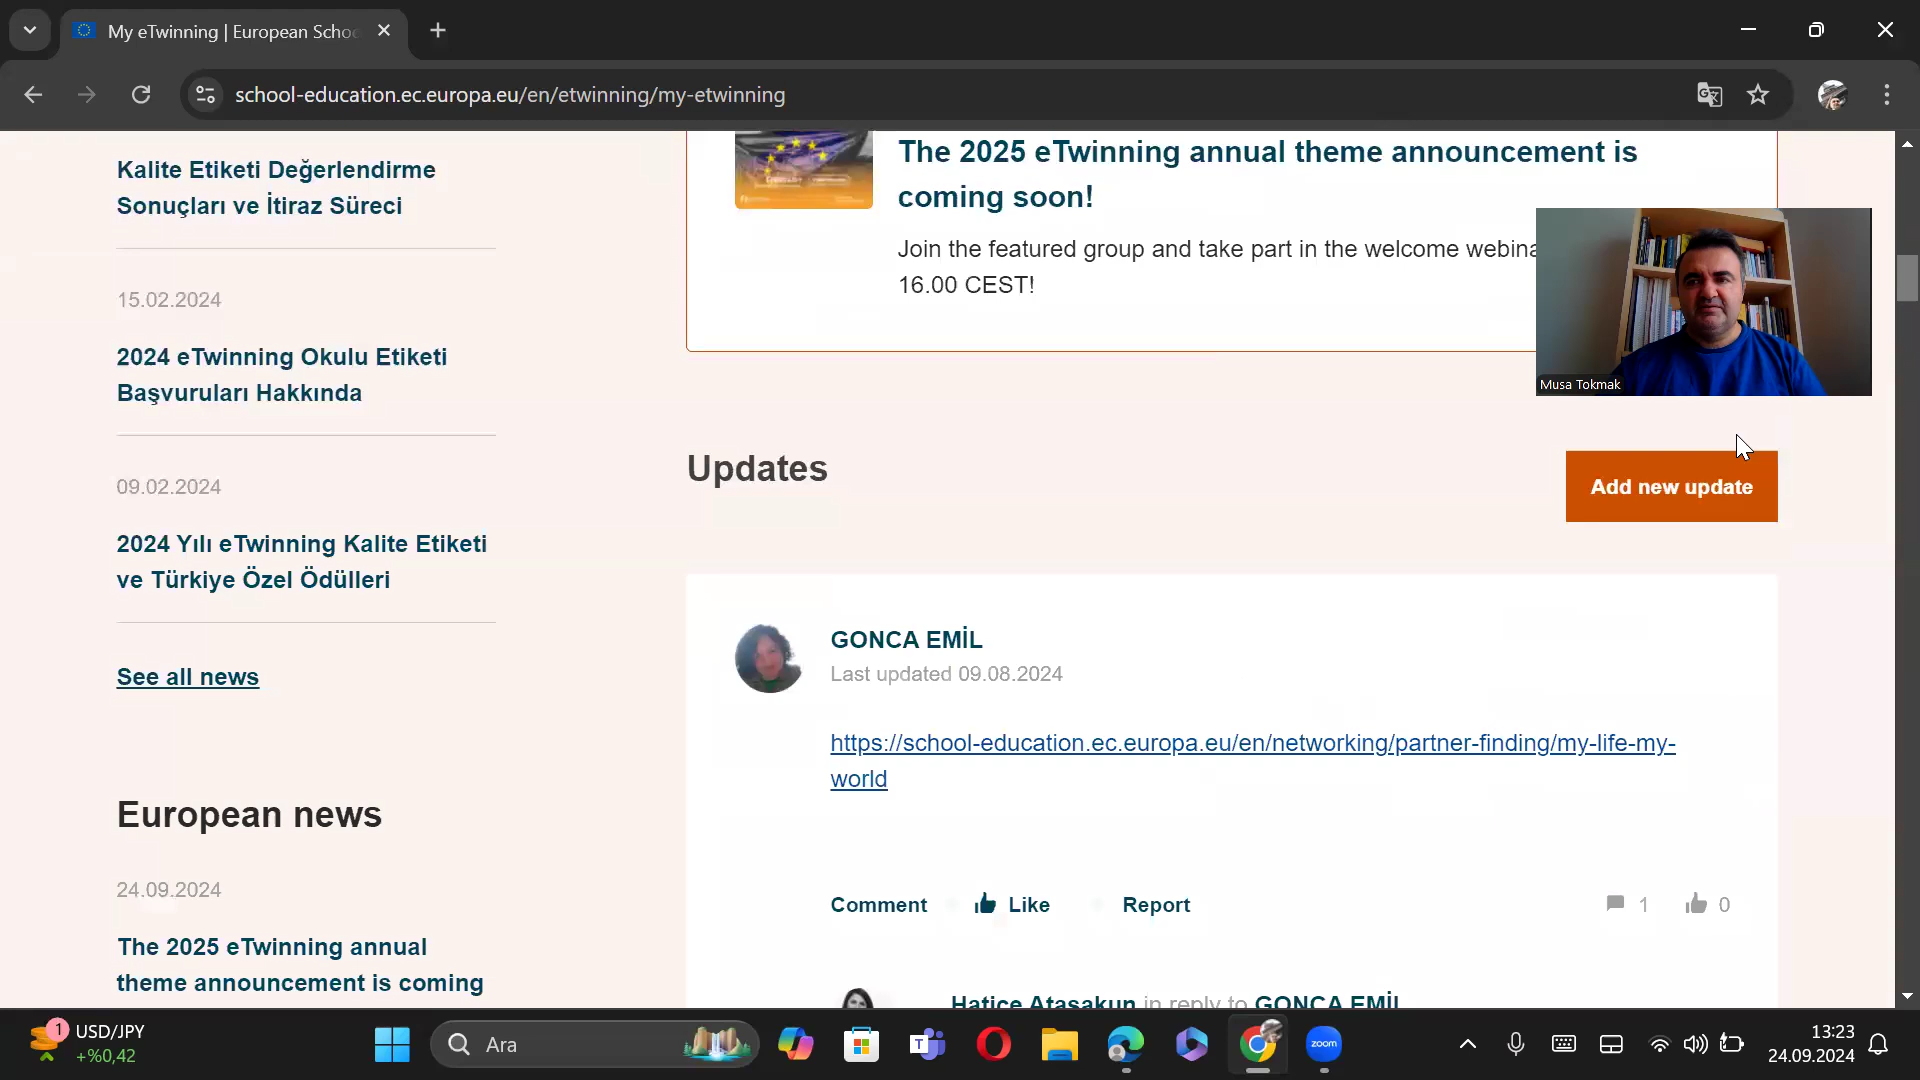 My eTwinning | European Schoo
school-education.ec.europa.eu/en/etwinning/my-etwinning
Kalite Etiketi Değerlendirme
Sonuçları ve İtiraz Süreci
15.02.2024
2024 eTwinning Okulu Etiketi
Başvuruları Hakkında
09.02.2024
2024 Yılı eTwinning Kalite Etiketi
ve Türkiye Özel Ödülleri
See all news
European news
24.09.2024
The 2025 eTwinning annual
theme announcement is coming
The 2025 eTwinning annual theme announcement is
coming soon!
Join the featured group and take part in the welcome webina
16.00 CEST!
Musa Tokmak
Updates
Add new update
GONCA EMİL
Last updated 09.08.2024
https://school-education.ec.europa.eu/en/networking/partner-finding/my-life-my-
world
Comment
Like
Report
1
0
Hatice Atasakun in reply to GONCA EMİL
1
USD/JPY
+%0,42
Ara
zoom
13:23
24.09.2024